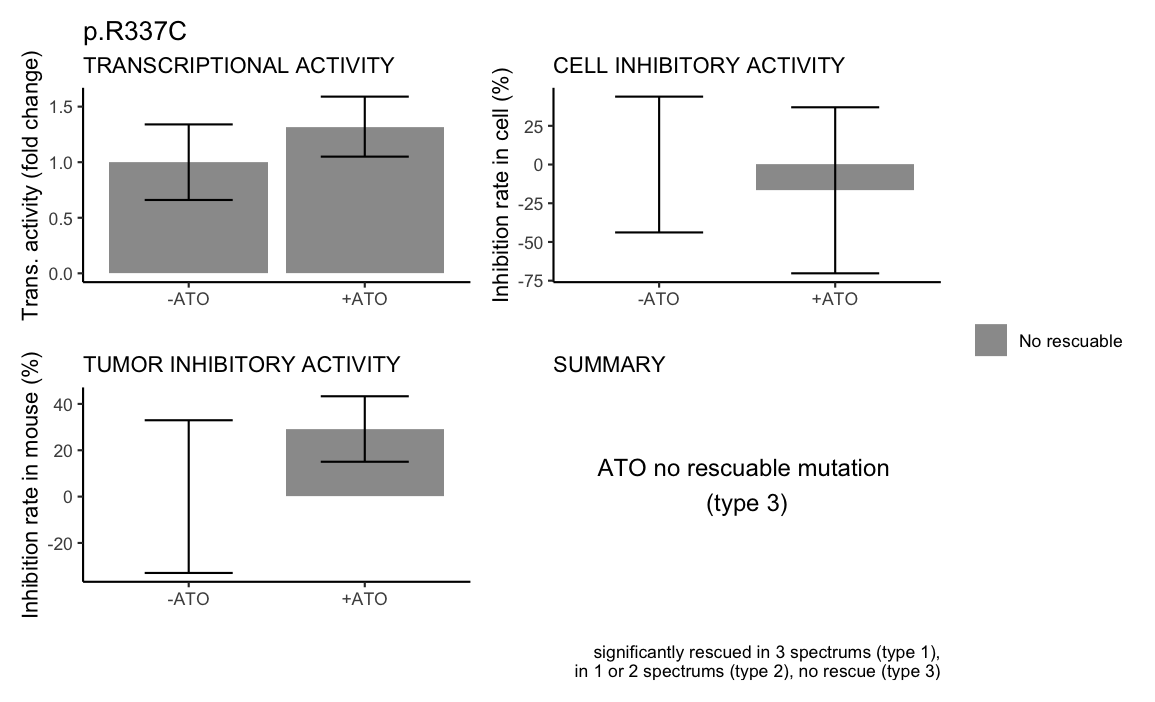 p.R337C
TRANSCRIPTIONAL ACTIVITY
Trans. activity (fold change)
1.5
1.0
0.5
0.0
-ATO
+ATO
CELL INHIBITORY ACTIVITY
Inhibition rate in cell (%)
25
0
-25
-50
-75
-ATO
+ATO
No rescuable
TUMOR INHIBITORY ACTIVITY
Inhibition rate in mouse (%)
40
20
0
-20
-ATO
+ATO
SUMMARY
ATO no rescuable mutation
(type 3)
significantly rescued in 3 spectrums (type 1),
in 1 or 2 spectrums (type 2), no rescue (type 3)